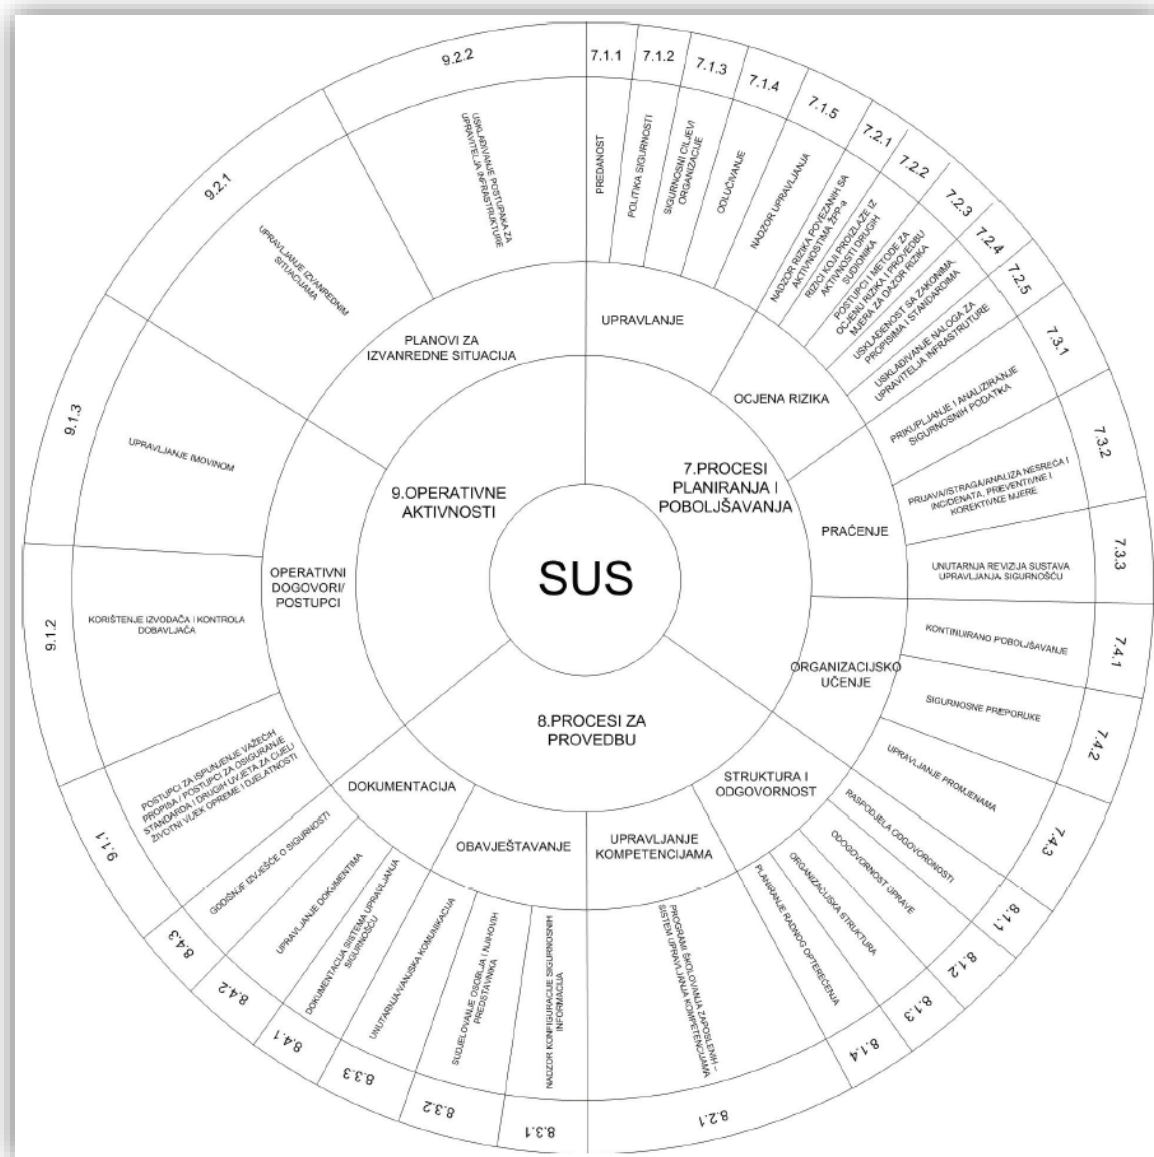 SUS
7.PROCESI
PLANIRANJA I
POBOLJŠAVANJA
UPRAVLANJE
7.1.1
PREDANOST
7.1.2
POLITIKA SIGURNOSTI
7.1.3
SIGURNOSNI CILJEVI
ORGANIZACIJE
7.1.4
ODLUČIVANJE
7.1.5
NADZOR UPRAVLJANJA
OCJENA RIZIKA
7.2.1
NADZOR RIZIKA POVEZANIH SA
AKTIVNOSTIMA ŽPP-a
7.2.2
RIZICI KOJI PROIZLAZE IZ
AKTIVNOSTI DRUGIH
SUDIONIKA
7.2.3
POSTUPCI I METODE ZA
OCJENU RIZIKA I PROVEDBU
MJERA ZA DAZOR RIZIKA
7.2.4
USKLAĐENOST SA ZAKONIMA,
PROPISIMA I STANDARDIMA
7.2.5
USKLAĐIVANJE NALOGA ZA
UPRAVITELJA INFRASTRUTURE
PRAČENJE
7.3.1
PRIKUPLJANJE I ANALIZIRANJE
SIGURNOSNIH PODATKA
7.3.2
PRIJAVA/ISTRAGA/ANALIZA NESREĆA I
INCIDENATA, PREVENTIVNE I
KOREKTIVNE MJERE
7.3.3
UNUTARNJA REVIZIJA SUSTAVA
UPRAVLJANJA SIGURNOŠĆU
ORGANIZACIJSKO
UČENJE
7.4.1
KONTINUIRANO POBOLJŠAVANJE
7.4.2
SIGURNOSNE PREPORUKE
7.4.3
UPRAVLJANJE PROMJENAMA
8.PROCESI ZA
PROVEDBU
STRUKTURA I
ODGOVORNOST
8.1.1
RASPODJELA ODGOVORONOSTI
8.1.2
ODOGOVORNOST UPRAVE
8.1.3
ORGANIZACIJSKA STRUKTURA
8.1.4
PLANIRANJE RADNOG OPTEREĆENJA
UPRAVLJANJE
KOMPETENCIJAMA
8.2.1
PROGRAMI ŠKOLOVANJA ZAPOSLENIH –
SISTEM UPRAVLJANJA KOMPETENCIJAMA
OBAVJEŠTAVANJE
8.3.1
NADZOR KONFIGURACIJE SIGURNOSNIH
INFORMACIJA
8.3.2
SUDJELOVANJE OSOBLJA I NJIHOVIH
PREDSTAVNIKA
8.3.3
UNUTARNJA/VANJSKA KOMUNIKACIJA
DOKUMENTACIJA
8.4.1
DOKUMENTACIJA SISTEMA UPRAVLJANJA
SIGURNOŠĆU
8.4.2
UPRAVLJANJE DOKUMENTIMA
8.4.3
GODIŠNJE IZVJEŠĆE O SIGURNOSTI
9.OPERATIVNE
AKTIVNOSTI
OPERATIVNI
DOGOVORI/
POSTUPCI
9.1.1
POSTUPCI ZA ISPUNJENJE VAŽEĆIH
PROPISA / POSTUPCI ZA OSIGURANJE
STANDARDA I DRUGIH UVJETA ZA CIJELI
ŽIVOTNI VIJEK OPREME I DJELATNOSTI
9.1.2
KORIŠTENJE IZVOĐAČA I KONTROLA
DOBAVLJAČA
9.1.3
UPRAVLJANJE IMOVINOM
PLANOVI ZA
IZVANREDNE SITUACIJA
9.2.1
UPRAVLJANJE IZVANREDNIM
SITUACIJAMA
9.2.2
USKLAĐIVANJE POSTUPAKA ZA
UPRAVITELJA INFRASTRUKTURE